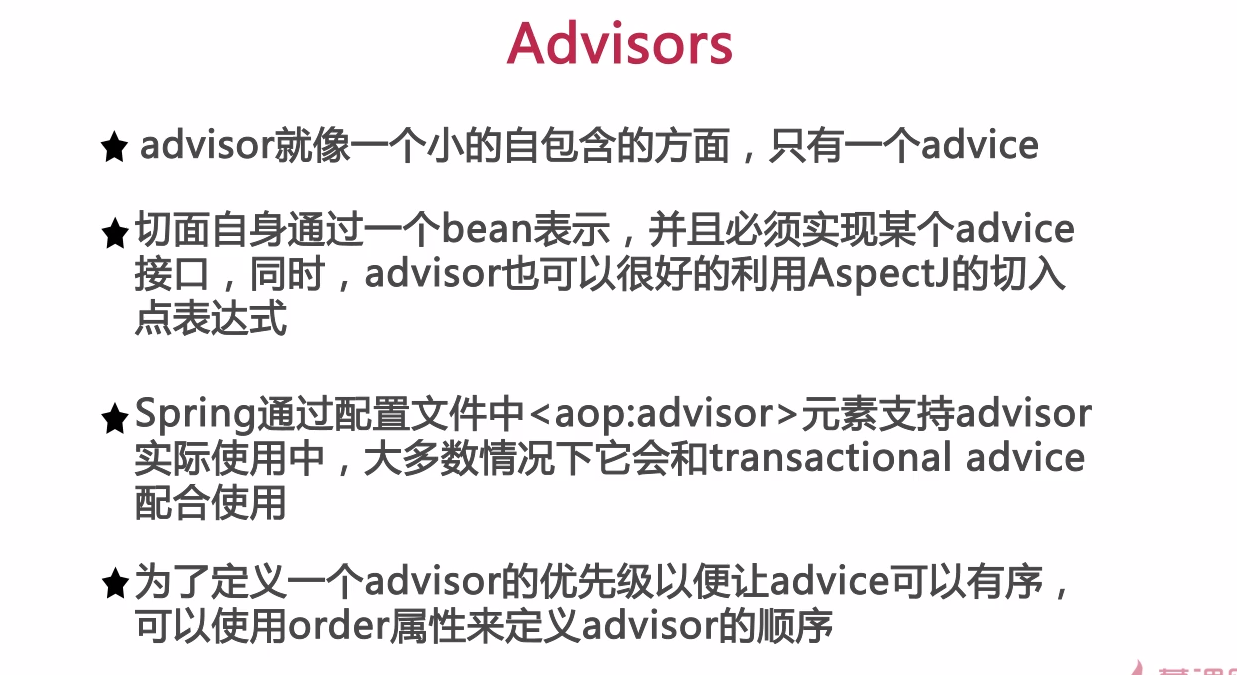 Advisors
★ advisor就像一个小的自包含的方面，只有一个advice
★切面自身通过一个bean表示，并且必须实现某个advice
接口，同时，advisor也可以很好的利用AspectJ的切入
点表达式
★Spring通过配置文件中<aop:advisor>元素支持advisor
实际使用中，大多数情况下它会和transactional advice
配合使用
★为了定义一个advisor的优先级以便让advice可以有序，
可以使用order属性来定义advisor的顺序